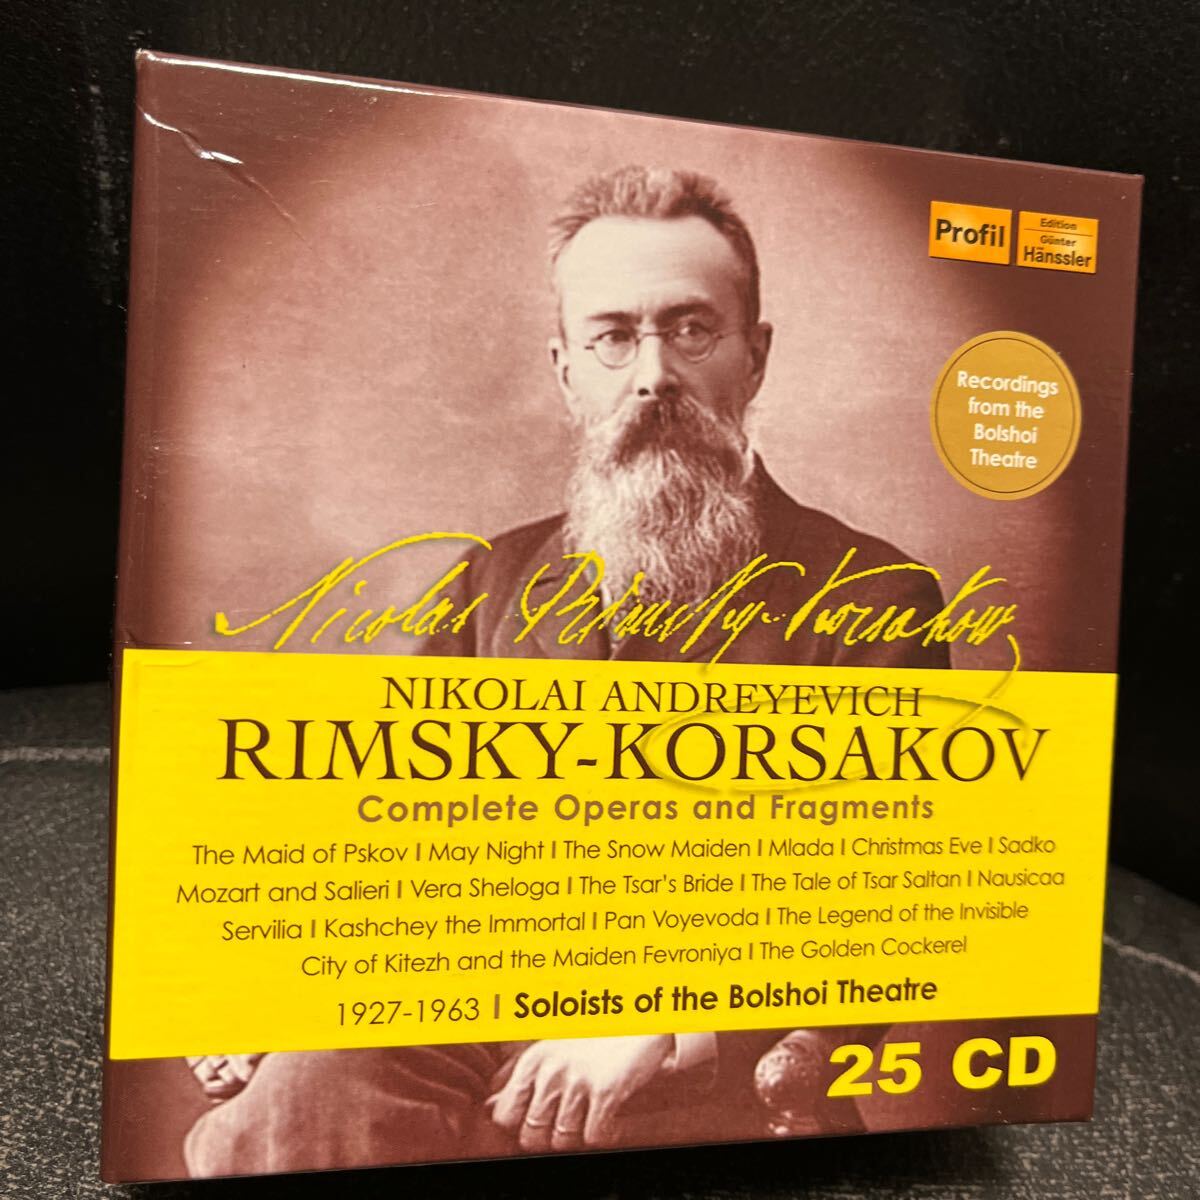 Profil
Edition
Günter
Hänssler
Recordings
from the
Bolshoi
Theatre
Nicolas Rimsky-Korsakow
NIKOLAI ANDREYEVICH
RIMSKY-KORSAKOV
Complete Operas and Fragments
The Maid of Pskov I May Night I The Snow Maiden I Mlada I Christmas Eve I Sadko
Mozart and Salieri I Vera Sheloga I The Tsar's Bride I The Tale of Tsar Saltan I Nausicaa
Servilia I Kashchey the Immortal I Pan Voyevoda I The Legend of the Invisible
City of Kitezh and the Maiden Fevroniya I The Golden Cockerel
1927-1963 I Soloists of the Bolshoi Theatre
25 CD